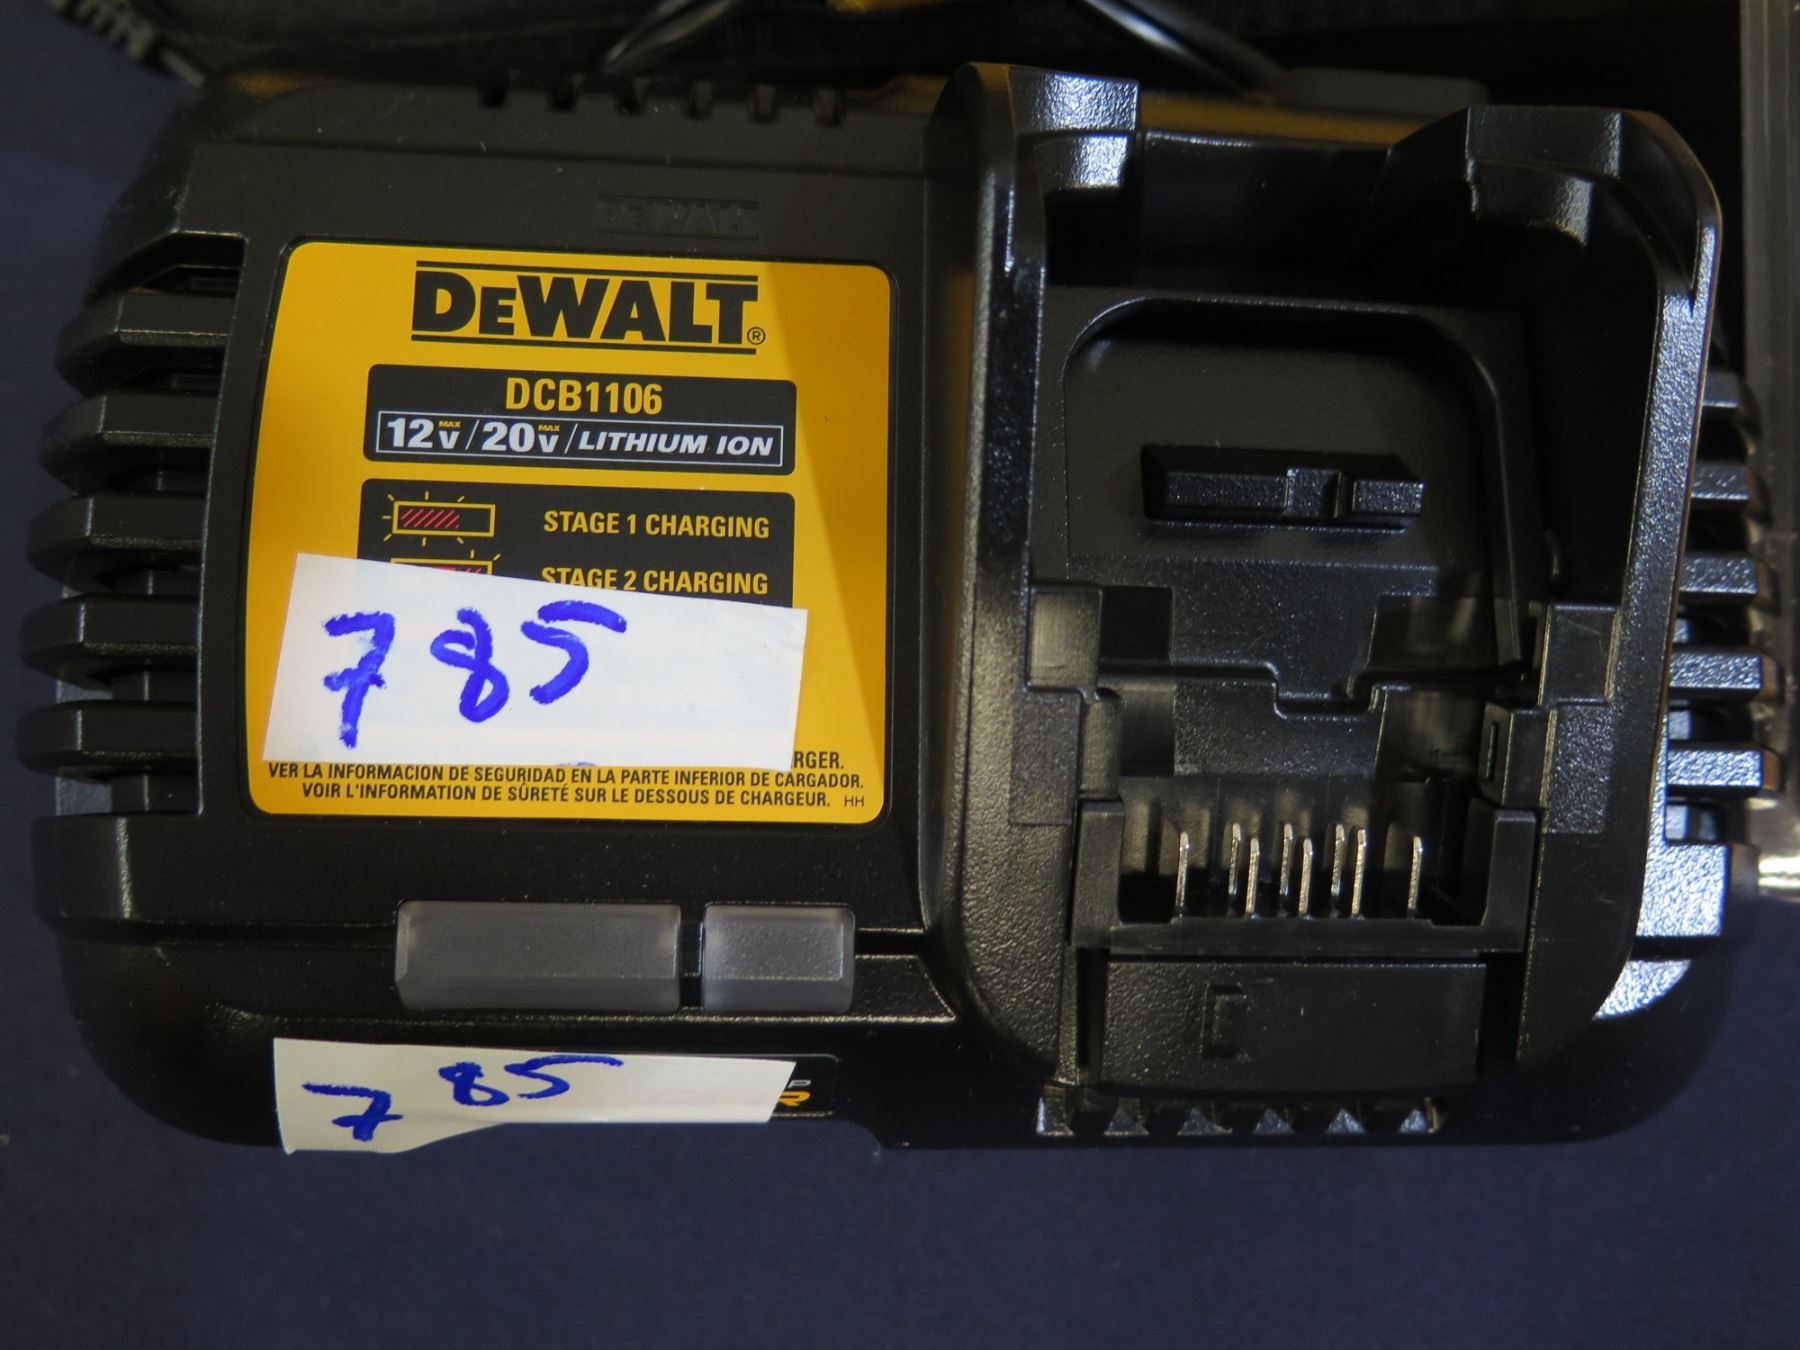 DEWALT
DEWALT®
DCB1106
12V MAX / 20V MAX / LITHIUM ION
STAGE 1 CHARGING
STAGE 2 CHARGING
785
RGER.
VER LA INFORMACION DE SEGURIDAD EN LA PARTE INFERIOR DE CARGADOR.
VOIR L'INFORMATION DE SÛRETÉ SUR LE DESSOUS DE CHARGEUR. HH
785
P
R